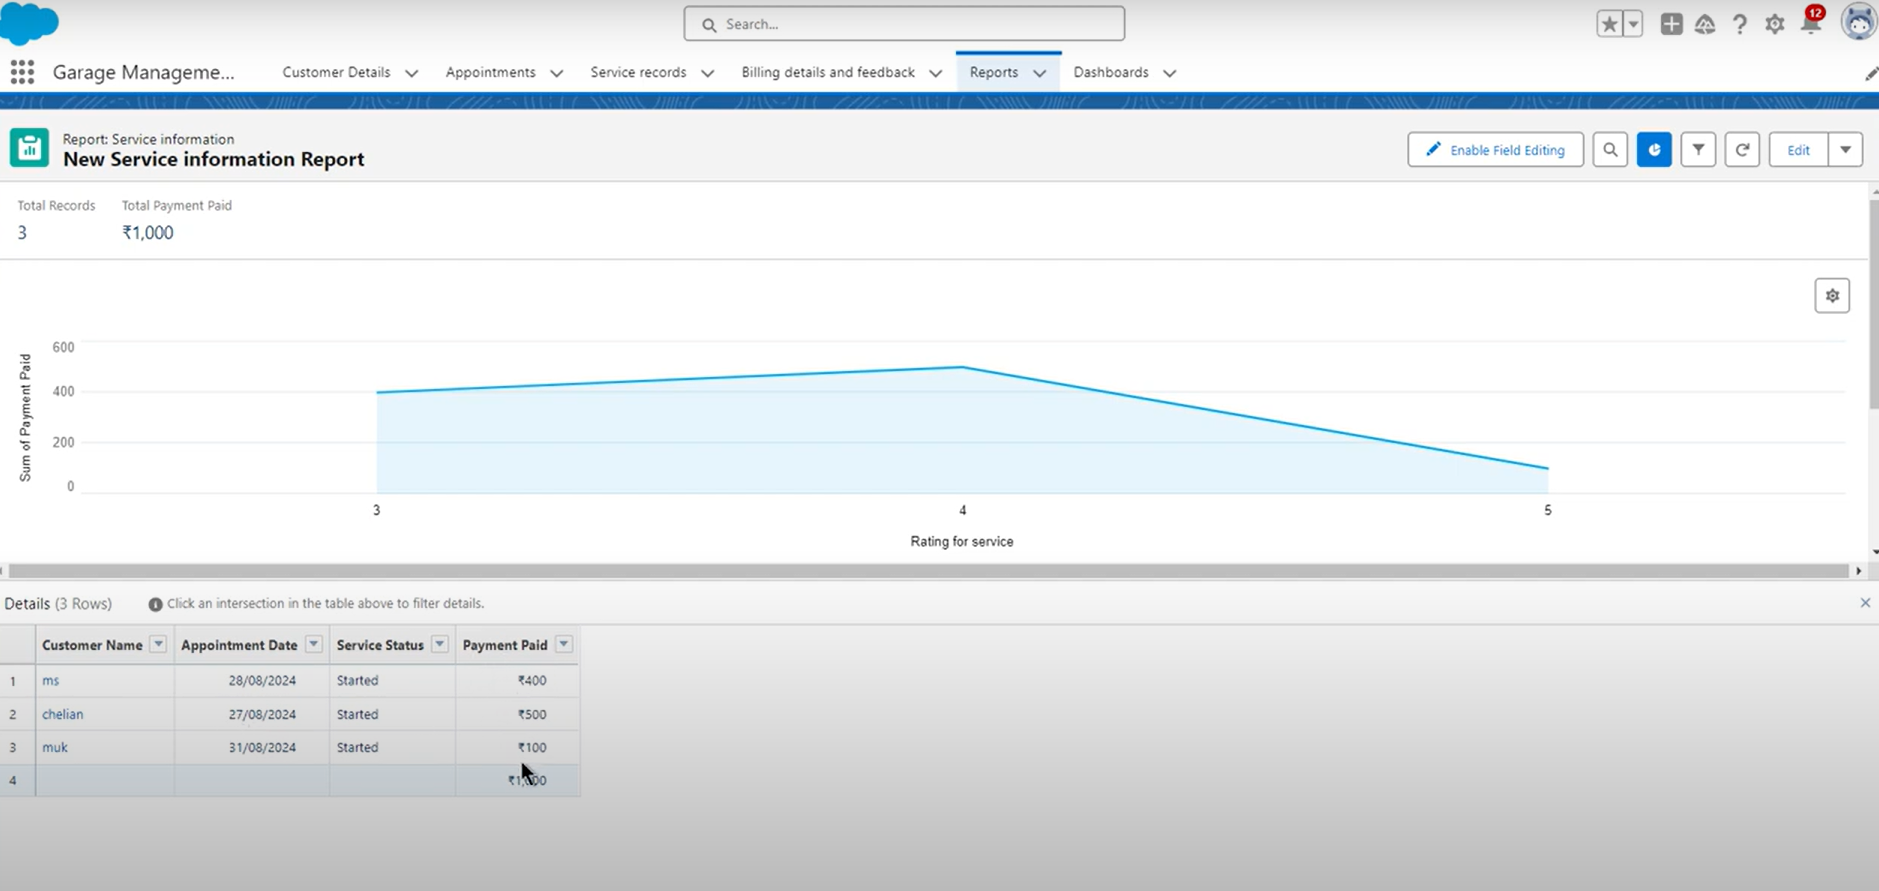 Search...
12
Garage Manageme...
Customer Details
Appointments
Service records
Billing details and feedback
Reports
Dashboards
Report: Service information
New Service information Report
Enable Field Editing
Edit
Total Records
Total Payment Paid
3
₹1,000
600
400
200
0
Sum of Payment Paid
3
4
5
Rating for service
Details (3 Rows)
Click an intersection in the table above to filter details.
Customer Name
Appointment Date
Service Status
Payment Paid
1 ms 28/08/2024 Started ₹400
2 chelian 27/08/2024 Started ₹500
3 muk 31/08/2024 Started ₹100
4